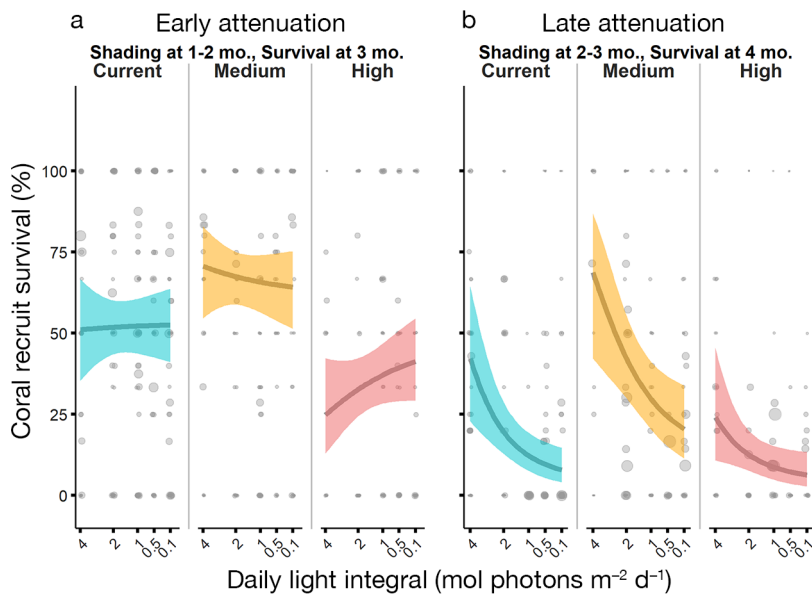 a Early attenuation
Shading at 1-2 mo., Survival at 3 mo.
Current Medium High
b Late attenuation
Shading at 2-3 mo., Survival at 4 mo.
Current Medium High
Coral recruit survival (%)
100
75
50
25
0
4 2 1 0.5 0.1 4 2 1 0.5 0.1 4 2 1 0.5 0.1
4 2 1 0.5 0.1 4 2 1 0.5 0.1 4 2 1 0.5 0.1
Daily light integral (mol photons m⁻² d⁻¹)